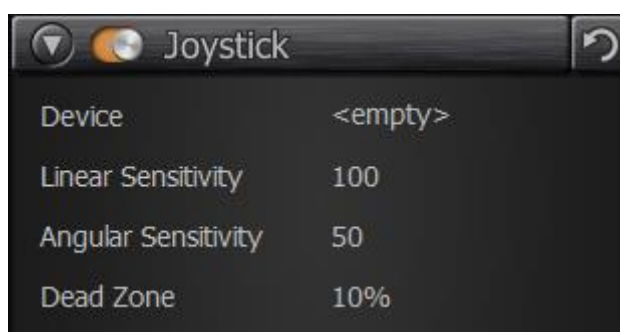 Joystick
Device <empty>
Linear Sensitivity 100
Angular Sensitivity 50
Dead Zone 10%